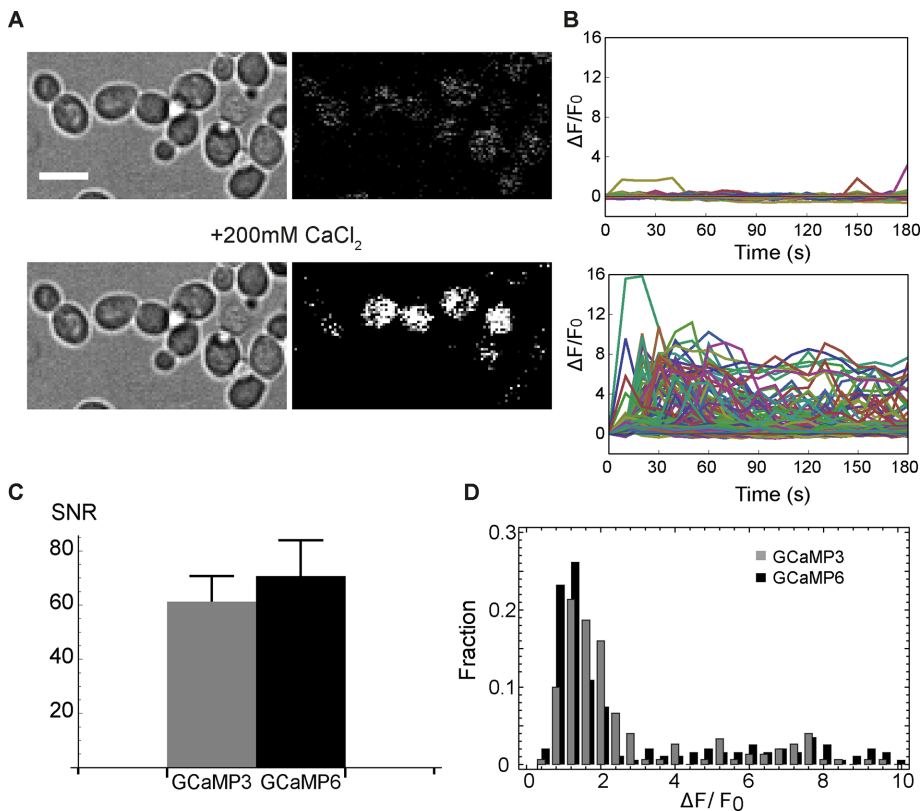 A
+200mM CaCl2
B
16
12
8
4
0
ΔF/F0
0 30 60 90 120 150 180
Time (s)
16
12
8
4
0
ΔF/F0
0 30 60 90 120 150 180
Time (s)
C
SNR
80
60
40
20
GCaMP3 GCaMP6
D
0.3
0.2
0.1
0
Fraction
GCaMP3
GCaMP6
0 2 4 6 8 10
ΔF/ F0